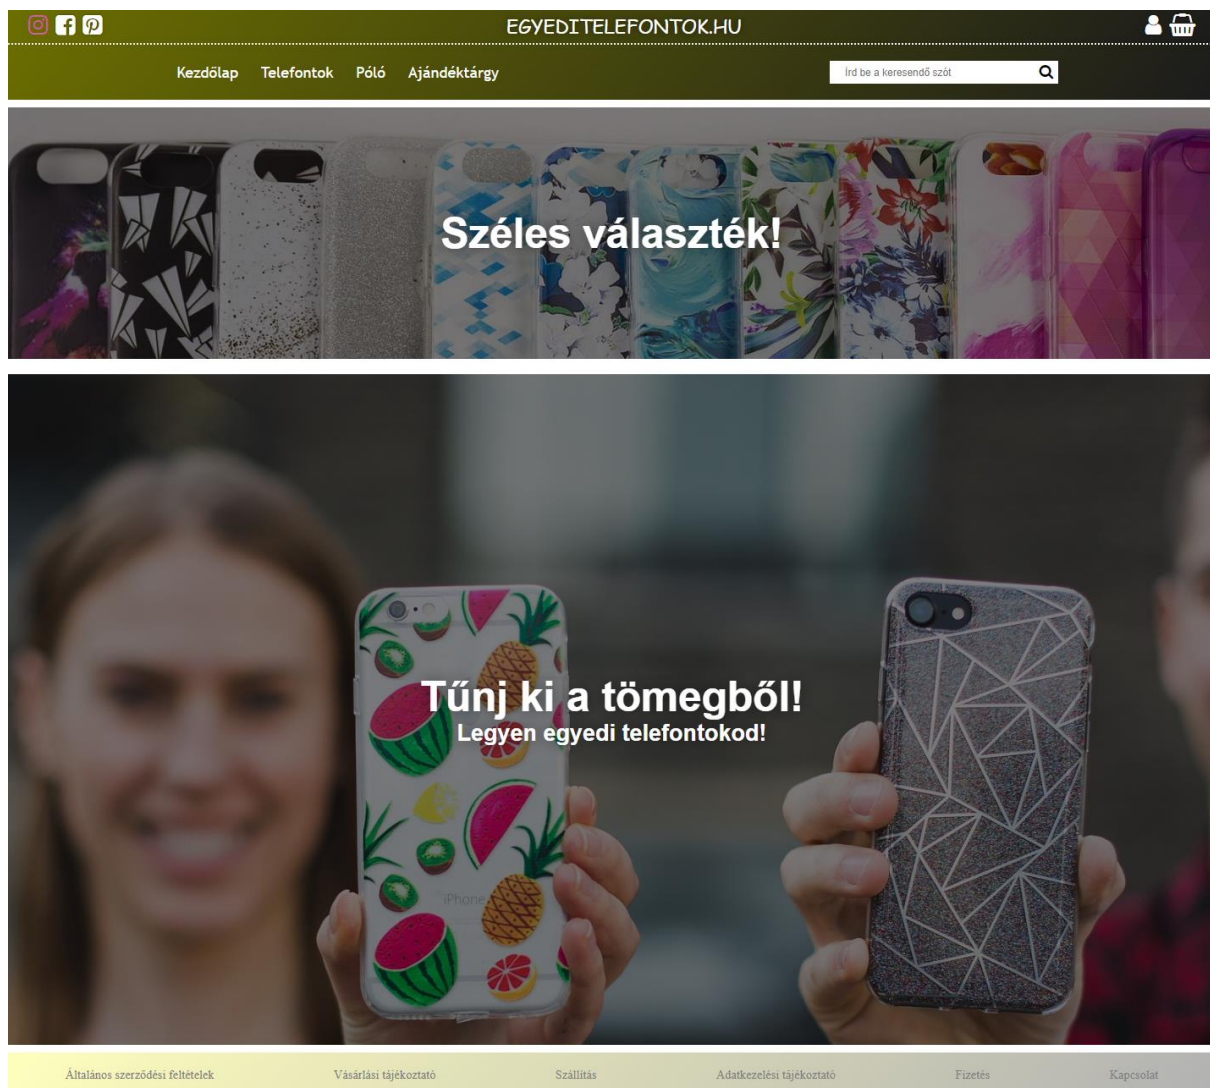 EGYEDITELEFONTOK.HU
Kezdőlap Telefontok Póló Ajándéktárgy
Írd be a keresendő szót
Széles választék!
Tűnj ki a tömegből!
Legyen egyedi telefontokod!
iPhone
Általános szerződési feltételek Vásárlási tájékoztató Szállítás Adatkezelési tájékoztató Fizetés Kapcsolat